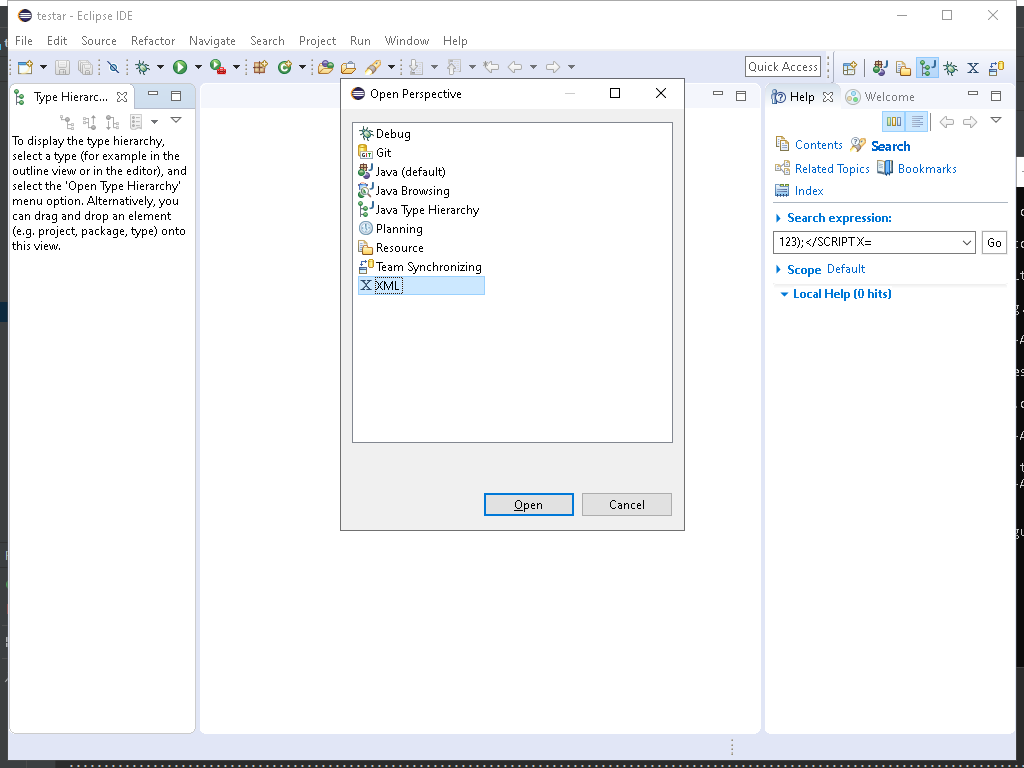 testar - Eclipse IDE
File Edit Source Refactor Navigate Search Project Run Window Help
Quick Access
Type Hierarc...
To display the type hierarchy,
select a type (for example in the
outline view or in the editor), and
select the 'Open Type Hierarchy'
menu option. Alternatively, you
can drag and drop an element
(e.g. project, package, type) onto
this view.
Open Perspective
Debug
Git
Java (default)
Java Browsing
Java Type Hierarchy
Planning
Resource
Team Synchronizing
XML
Open Cancel
Help Welcome
Contents Search
Related Topics Bookmarks
Index
Search expression:
123);</SCRIPTX= Go
Scope Default
Local Help (0 hits)